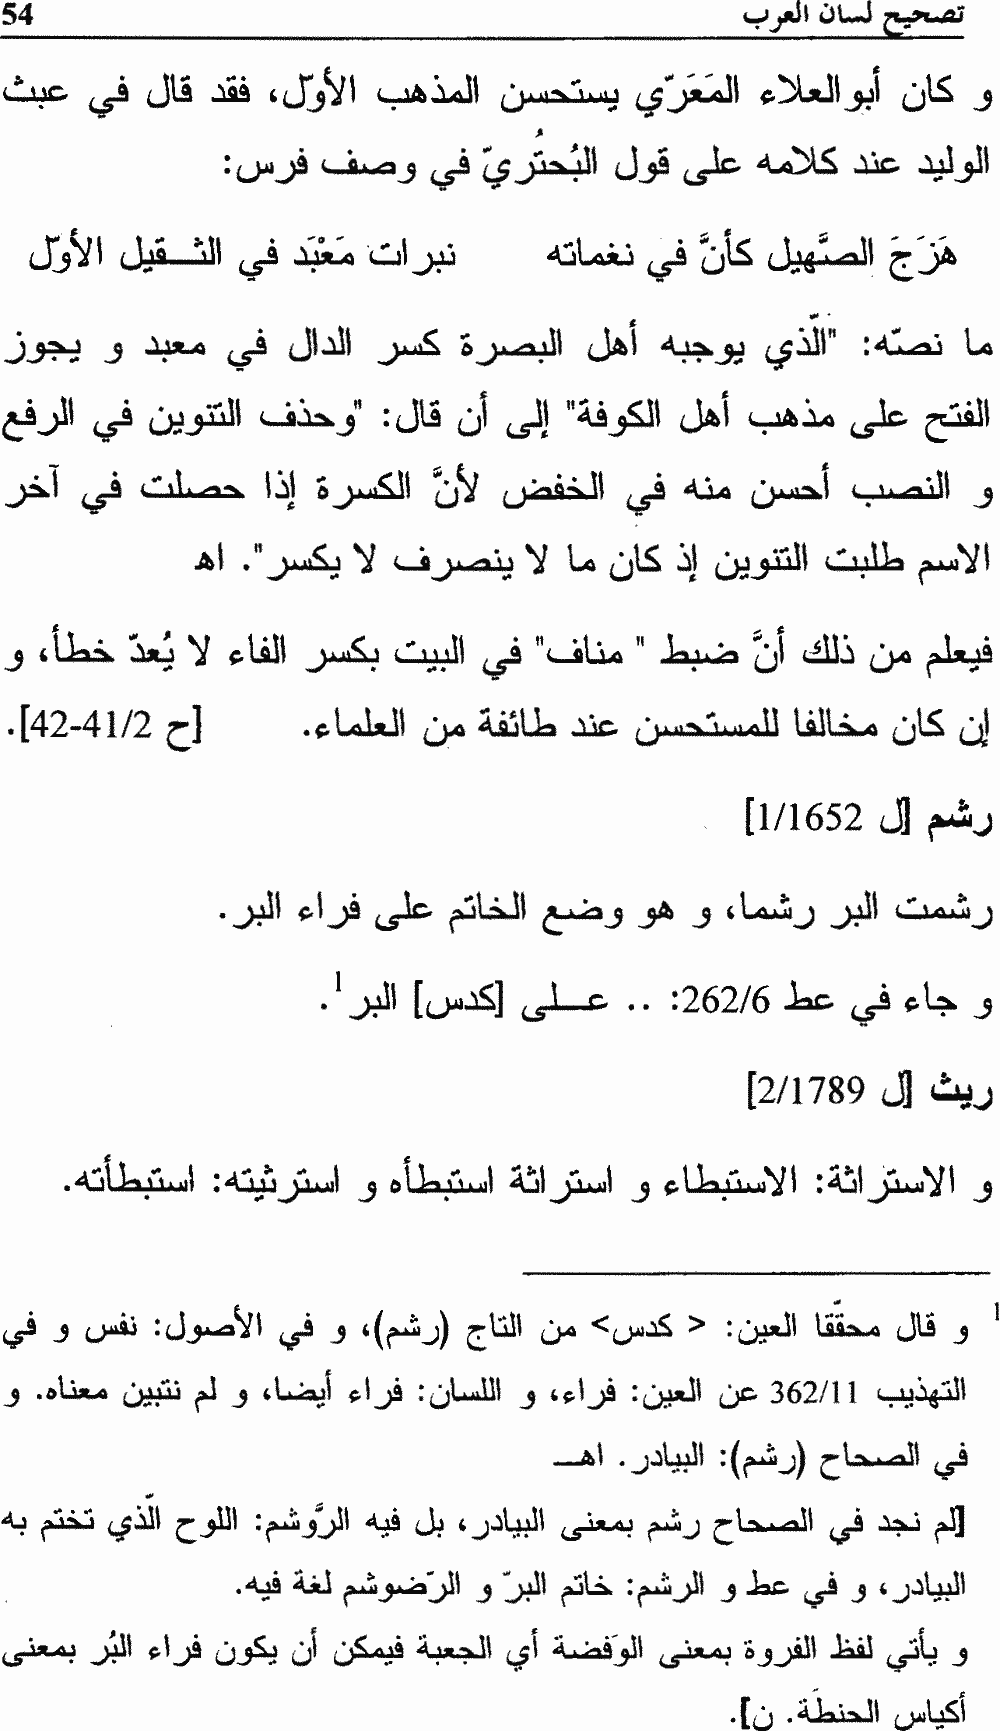 تصحيح لسان العرب 54
و كان أبوالعلاء المَعَرّي يستحسن المذهب الأوّل، فقد قال في عبث
الوليد عند كلامه على قول البُحتُريّ في وصف فرس:
هَزِجَ الصَّهيل كأنَّ في نغماته نبرات مَعْبَد في الثـقيل الأوّل
ما نصّه: "الّذي يوجبه أهل البصرة كسر الدال في معبد و يجوز
الفتح على مذهب أهل الكوفة" إلى أن قال: "وحذف التنوين في الرفع
و النصب أحسن منه في الخفض لأنَّ الكسرة إذا حصلت في آخر
الاسم طلبت التنوين إذ كان ما لا ينصرف لا يكسر". اه
فيعلم من ذلك أنَّ ضبط " مناف" في البيت بكسر الفاء لا يُعدّ خطأ، و
إن كان مخالفا للمستحسن عند طائفة من العلماء. [ح 41/2-42].
رشم [ل 1/1652]
رشمت البر رشما، و هو وضع الخاتم على فراء البر.
و جاء في عط 262/6: .. عـلى [كدس] البر1.
ريث [ل 2/1789]
و الاستراثة: الاستبطاء و استراثة استبطأه و استرثيته: استبطأته.
1 و قال محقّقا العين: < كدس> من التاج (رشم)، و في الأصول: نفس و في
التهذيب 362/11 عن العين: فراء، و اللسان: فراء أيضا، و لم نتبين معناه. و
في الصحاح (رشم): البيادر. اهـ
[لم نجد في الصحاح رشم بمعنى البيادر، بل فيه الرَّوشم: اللوح الّذي تختم به
البيادر، و في عط و الرشم: خاتم البرّ و الرّضوشم لغة فيه.
و يأتي لفظ الفروة بمعنى الوَفضة أي الجعبة فيمكن أن يكون فراء البُر بمعنى
أكياس الحنطة. ن].